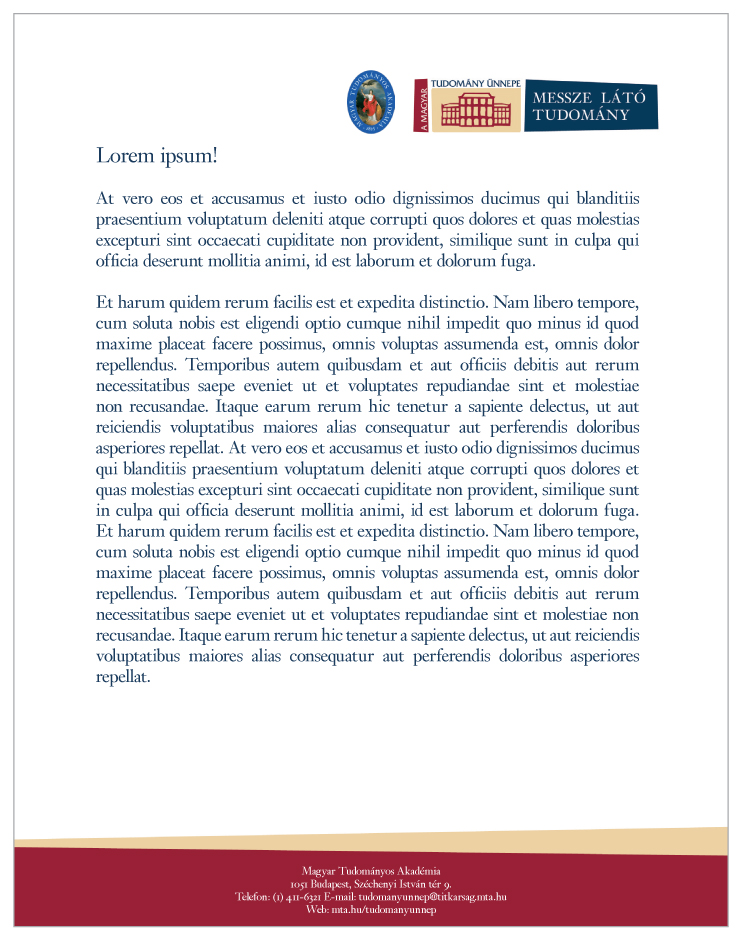 MAGYAR TUDOMÁNYOS AKADÉMIA
A MAGYAR
TUDOMÁNY ÜNNEPE
MESSZE LÁTÓ
TUDOMÁNY
Lorem ipsum!
At vero eos et accusamus et iusto odio dignissimos ducimus qui blanditiis
praesentium voluptatum deleniti atque corrupti quos dolores et quas molestias
excepturi sint occaecati cupiditate non provident, similique sunt in culpa qui
officia deserunt mollitia animi, id est laborum et dolorum fuga.
Et harum quidem rerum facilis est et expedita distinctio. Nam libero tempore,
cum soluta nobis est eligendi optio cumque nihil impedit quo minus id quod
maxime placeat facere possimus, omnis voluptas assumenda est, omnis dolor
repellendus. Temporibus autem quibusdam et aut officiis debitis aut rerum
necessitatibus saepe eveniet ut et voluptates repudiandae sint et molestiae
non recusandae. Itaque earum rerum hic tenetur a sapiente delectus, ut aut
reiciendis voluptatibus maiores alias consequatur aut perferendis doloribus
asperiores repellat. At vero eos et accusamus et iusto odio dignissimos ducimus
qui blanditiis praesentium voluptatum deleniti atque corrupti quos dolores et
quas molestias excepturi sint occaecati cupiditate non provident, similique sunt
in culpa qui officia deserunt mollitia animi, id est laborum et dolorum fuga.
Et harum quidem rerum facilis est et expedita distinctio. Nam libero tempore,
cum soluta nobis est eligendi optio cumque nihil impedit quo minus id quod
maxime placeat facere possimus, omnis voluptas assumenda est, omnis dolor
repellendus. Temporibus autem quibusdam et aut officiis debitis aut rerum
necessitatibus saepe eveniet ut et voluptates repudiandae sint et molestiae non
recusandae. Itaque earum rerum hic tenetur a sapiente delectus, ut aut reiciendis
voluptatibus maiores alias consequatur aut perferendis doloribus asperiores
repellat.
Magyar Tudományos Akadémia
1051 Budapest, Széchenyi István tér 9.
Telefon: (1) 411-6321 E-mail: tudomanyunnep@titkarsag.mta.hu
Web: mta.hu/tudomanyunnep